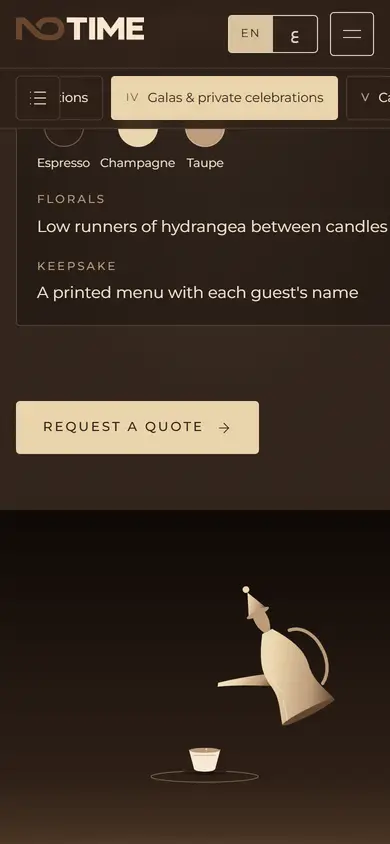 NOTIME
EN ع
tions IV Galas & private celebrations V Ca
Espresso Champagne Taupe
FLORALS
Low runners of hydrangea between candles
KEEPSAKE
A printed menu with each guest's name
REQUEST A QUOTE →